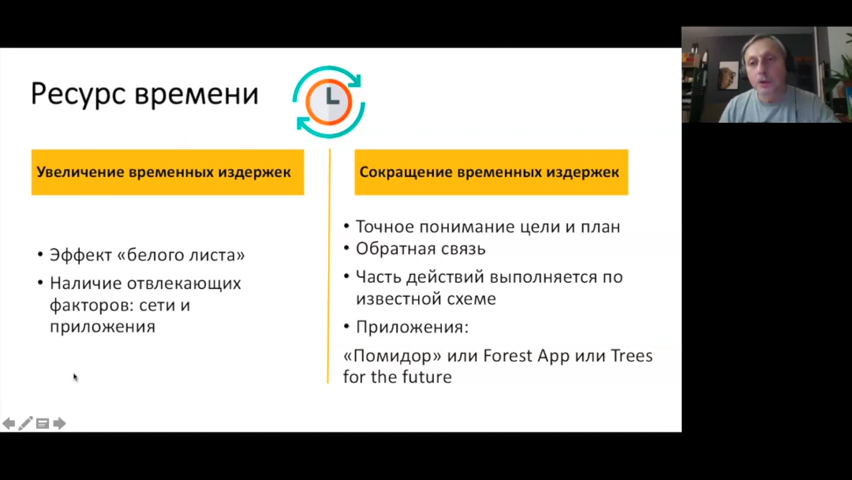 Ресурс времени
Увеличение временных издержек
• Эффект «белого листа»
• Наличие отвлекающих
факторов: сети и
приложения
Сокращение временных издержек
• Точное понимание цели и план
• Обратная связь
• Часть действий выполняется по
известной схеме
• Приложения:
«Помидор» или Forest App или Trees
for the future